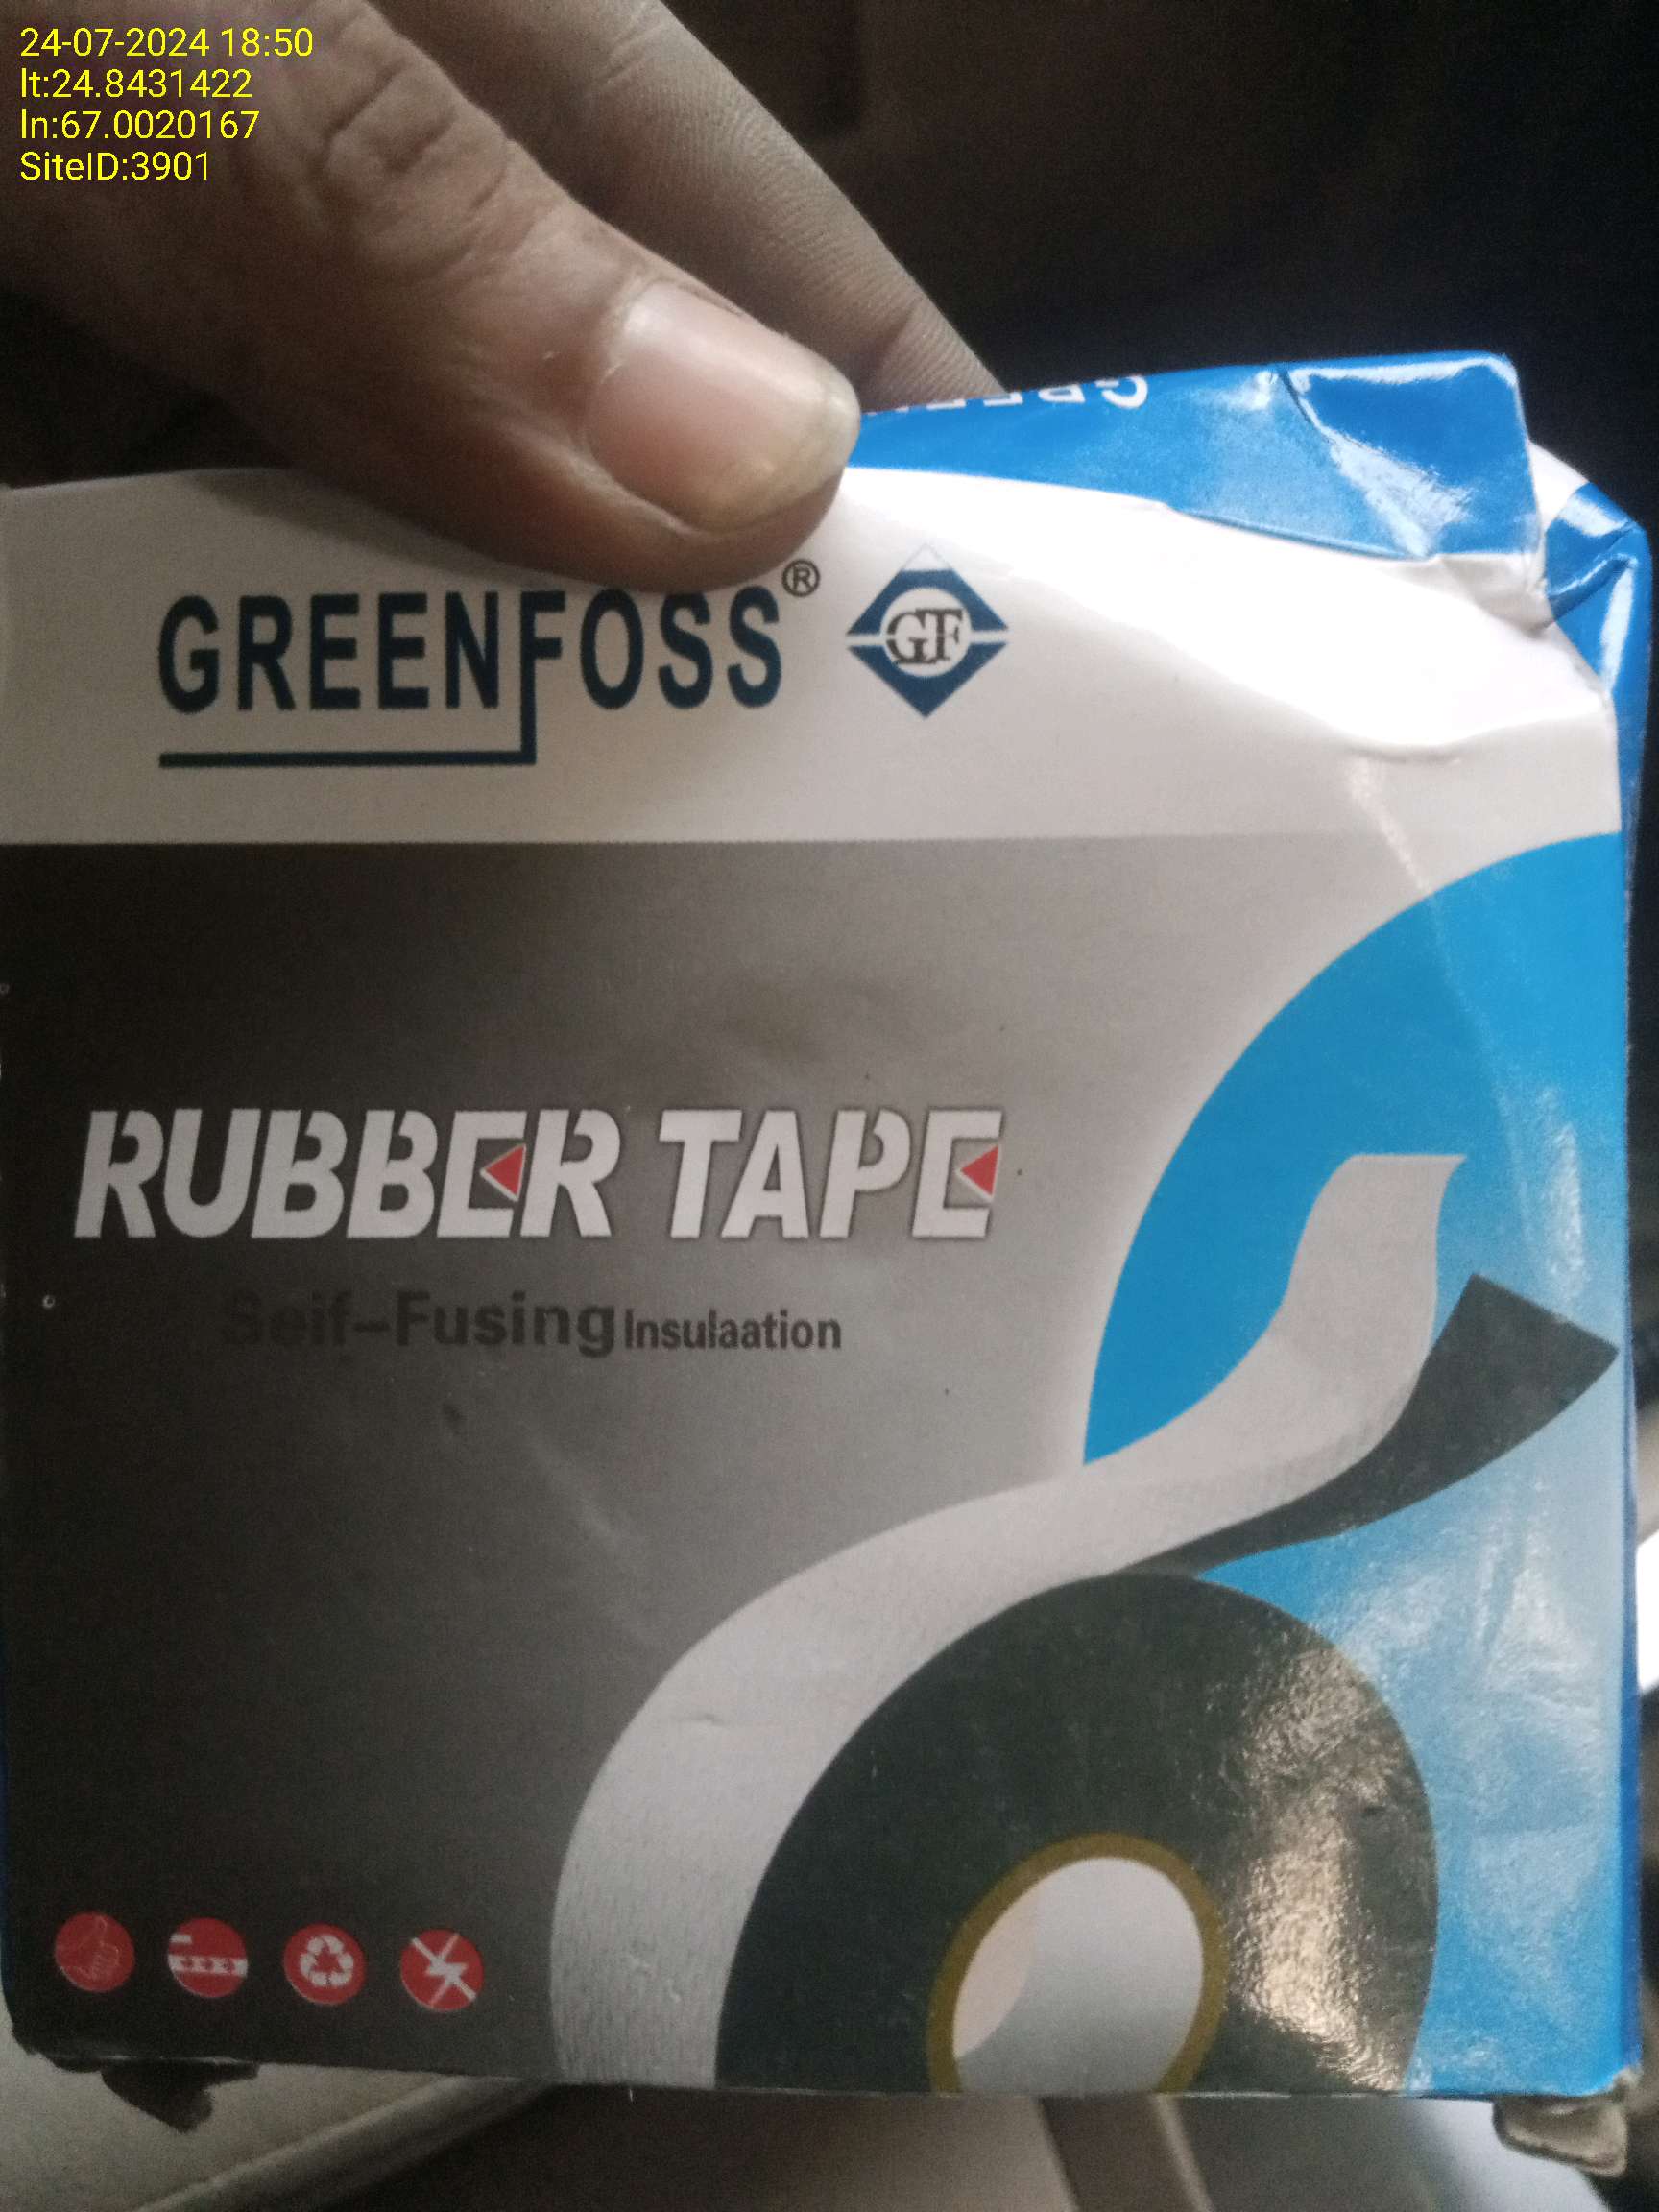 24-07-2024 18:50
lt:24.8431422
ln:67.0020167
SiteID:3901
GREENFOSS®
GF
RUBBER TAPE
Seif-Fusing Insulaation